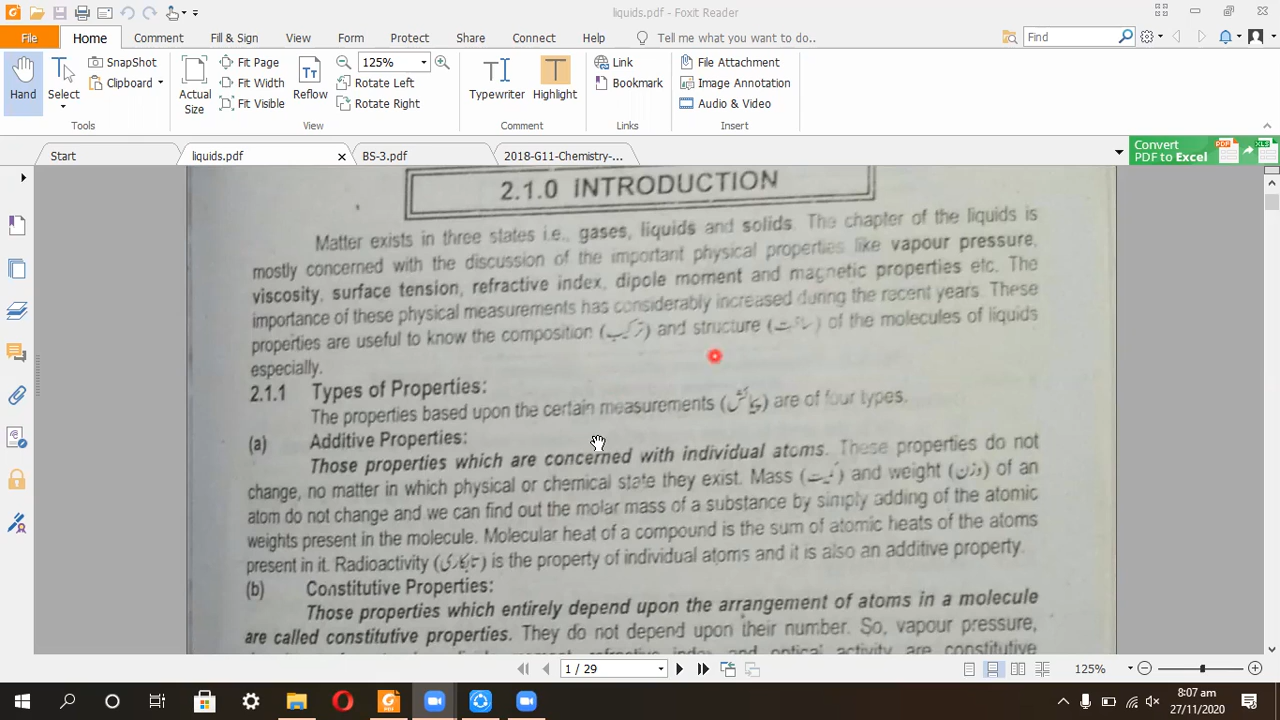 liquids.pdf - Foxit Reader
File Home Comment Fill & Sign View Form Protect Share Connect Help Tell me what you want to do.. Find
Hand
Select
SnapShot
Clipboard
Actual Size
Fit Page
Fit Width
Fit Visible
Reflow
125%
Rotate Left
Rotate Right
Typewriter
Highlight
Link
Bookmark
File Attachment
Image Annotation
Audio & Video
Tools View Comment Links Insert
Start liquids.pdf BS-3.pdf 2018-G11-Chemistry-...
Convert
PDF to Excel
2.1.0 INTRODUCTION
Matter exists in three states i.e., gases, liquids and solids. The chapter of the liquids is
mostly concerned with the discussion of the important physical properties like vapour pressure,
viscosity, surface tension, refractive index, dipole moment and magnetic properties etc. The
importance of these physical measurements has considerably increased during the recent years. These
properties are useful to know the composition (ترکیب) and structure (ساخت) of the molecules of liquids
especially.
2.1.1 Types of Properties:
The properties based upon the certain measurements are of four types.
(a) Additive Properties:
Those properties which are concerned with individual atoms. These properties do not
change, no matter in which physical or chemical state they exist. Mass and weight (وزن) of an
atom do not change and we can find out the molar mass of a substance by simply adding of the atomic
weights present in the molecule. Molecular heat of a compound is the sum of atomic heats of the atoms
present in it. Radioactivity (تابکاری) is the property of individual atoms and it is also an additive property.
(b) Constitutive Properties:
Those properties which entirely depend upon the arrangement of atoms in a molecule
are called constitutive properties. They do not depend upon their number. So, vapour pressure,
refractive index and optical activity are constitutive
1 / 29
125%
8:07 am
27/11/2020